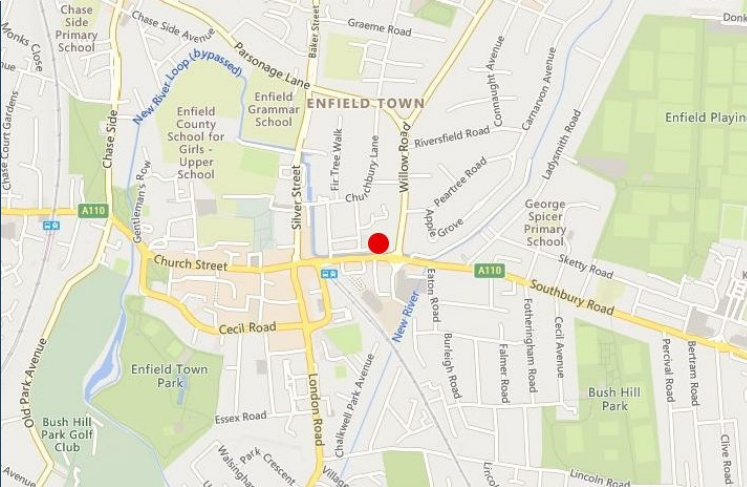 Chase
Side
Primary
School
Monks Close
Chase Side Avenue
Parsonage Lane
Baker Street
Graeme Road
New River Loop (bypassed)
Chase Side
Chase Court Gardens
Enfield
County
School for
Girls -
Upper
School
Enfield
Grammar
School
ENFIELD TOWN
Connaught Avenue
Carnarvon Avenue
Ladysmith Road
Enfield Playin
Riversfield Road
Willow Road
Fir Tree Walk
Churchbury Lane
Peartree Road
Apple
Grove
Gentleman's Row
Silver Street
George
Spicer
Primary
School
A110
Church Street
Sketty Road
A110
Southbury Road
Cecil Road
Eaton Road
New River
Burleigh Road
Falmer Road
Fotheringham Road
Cecil Avenue
Percival Road
Bertram Road
Clive Road
Old Park Avenue
Enfield Town
Park
Bush Hill
Park
London Road
Chalkwell Park Avenue
Essex Road
Bush Hill
Park Golf
Club
Park Crescent
Walsingham
Village
Avenue
Lincoln Road